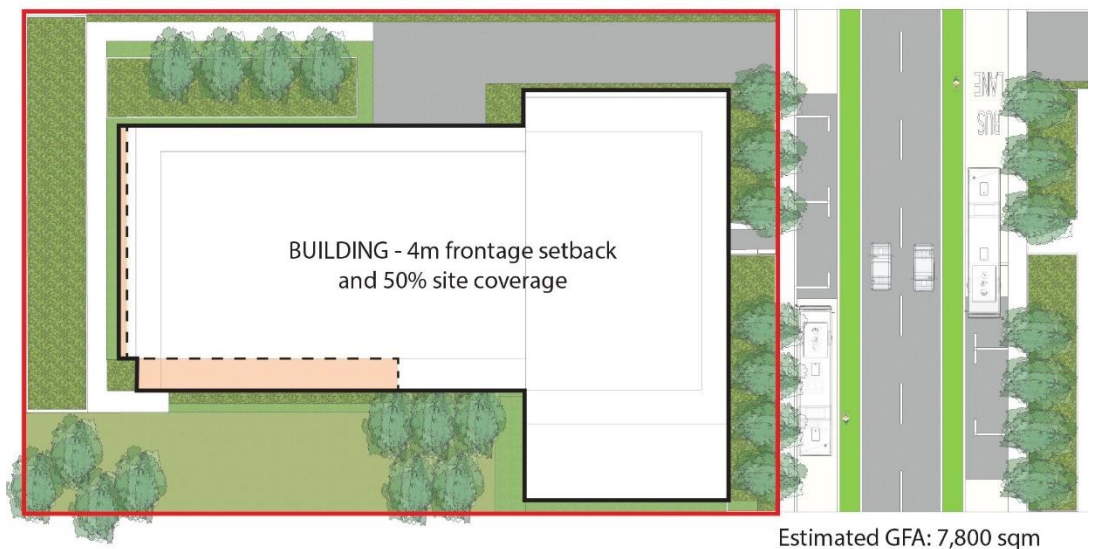 LANE
BUS
BUILDING - 4m frontage setback
and 50% site coverage
Estimated GFA: 7,800 sqm